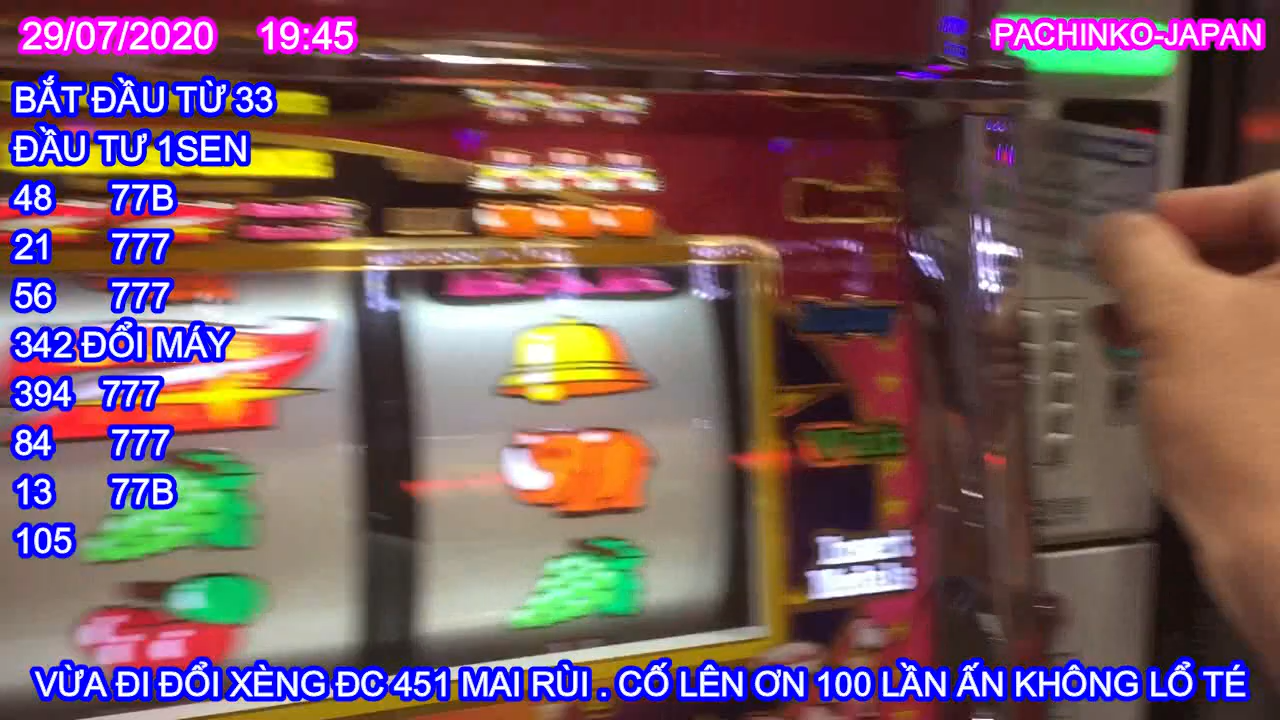 29/07/2020 19:45
PACHINKO-JAPAN
BẮT ĐẦU TỪ 33
ĐẦU TƯ 1SEN
48 77B
21 777
56 777
342 ĐỔI MÁY
394 777
84 777
13 77B
105
VỪA ĐI ĐỔI XÈNG ĐC 451 MAI RÙI . CỐ LÊN ƠN 100 LẦN ẤN KHÔNG LỔ TÉ